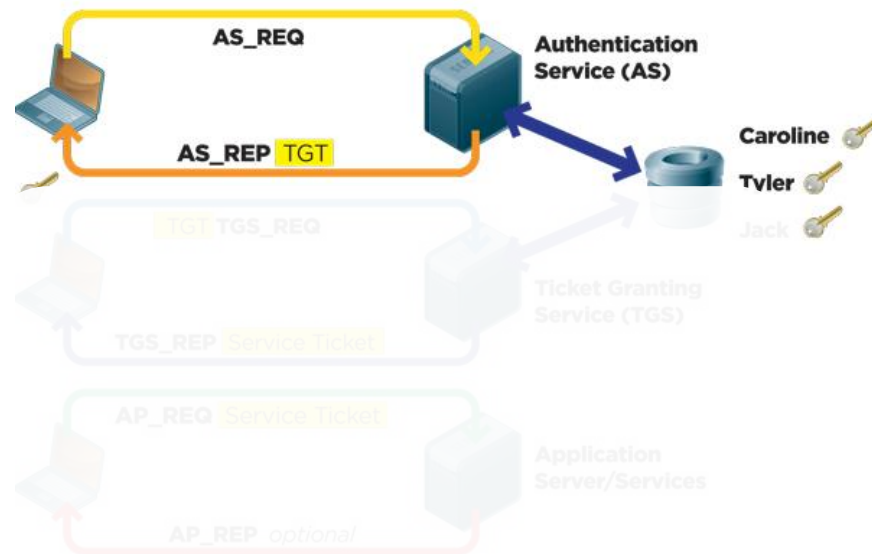 AS_REQ
Authentication
Service (AS)
AS_REP TGT
Caroline
Tyler
Jack
TGT TGS_REQ
Ticket Granting
Service (TGS)
TGS_REP Service Ticket
AP_REQ Service Ticket
Application
Server/Services
AP_REP optional